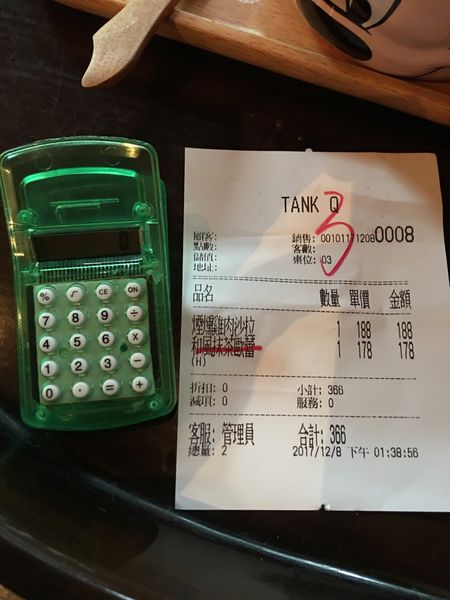 TANK Q
3
顧客:
點數:
儲值:
地址:
銷售: 001011712080008
客數:
桌位: 03
品名 數量 單價 金額
煙燻雞肉沙拉 1 188 188
和風抹茶歐蕾 1 178 178
(H)
折扣: 0 小計: 366
減項: 0 服務: 0
客服: 管理員 合計: 366
總量: 2 2017/12/8 下午 01:38:56
0
% √ CE ON
7 8 9 ÷
4 5 6 X
1 2 3 −
0 . = +